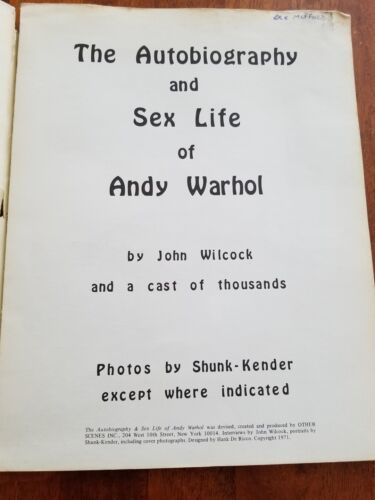 The Autobiography
and
Sex Life
of
Andy Warhol
by John Wilcock
and a cast of thousands
Photos by Shunk-Kender
except where indicated
The Autobiography & Sex Life of Andy Warhol was devised, created and produced by OTHER
SCENES INC., 204 West 10th Street, New York 10014. Interviews by John Wilcock, portraits by
Shunk-Kender, including cover photographs. Designed by Hank De Ricco. Copyright 1971.